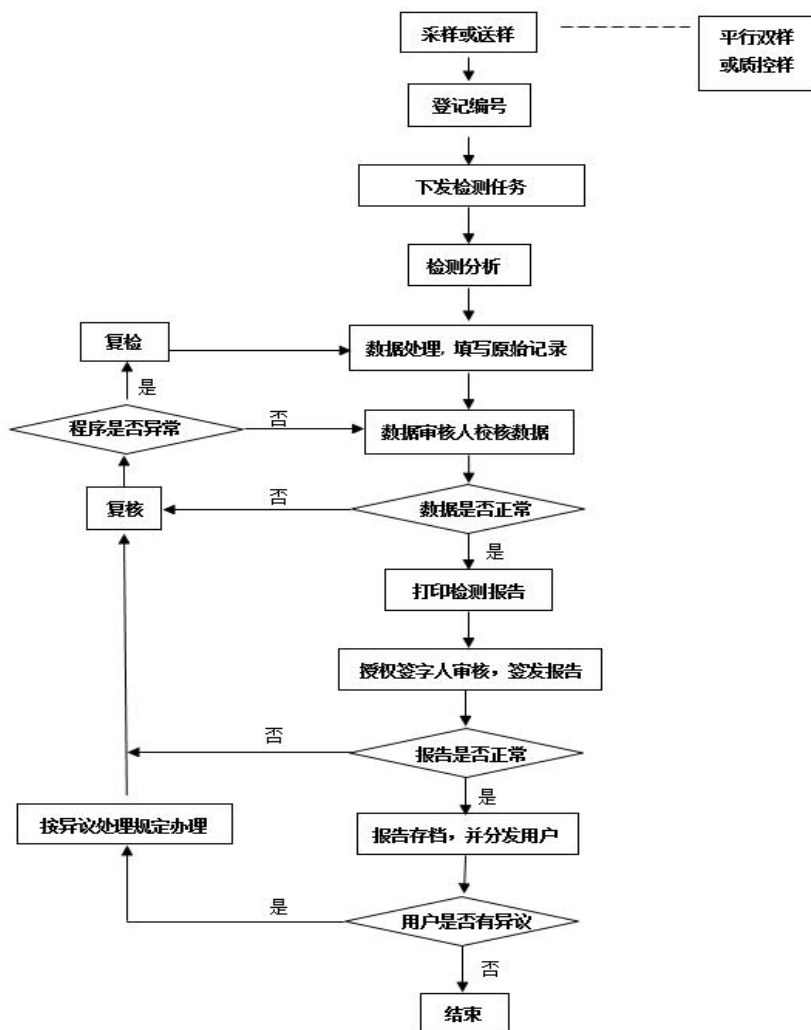 采样或送样
平行双样
或质控样
登记编号
下发检测任务
检测分析
复检
数据处理, 填写原始记录
是
程序是否异常
否
数据审核人校核数据
复核
否
数据是否正常
是
打印检测报告
授权签字人审核，签发报告
否
报告是否正常
是
按异议处理规定办理
报告存档，并分发用户
是
用户是否有异议
否
结束